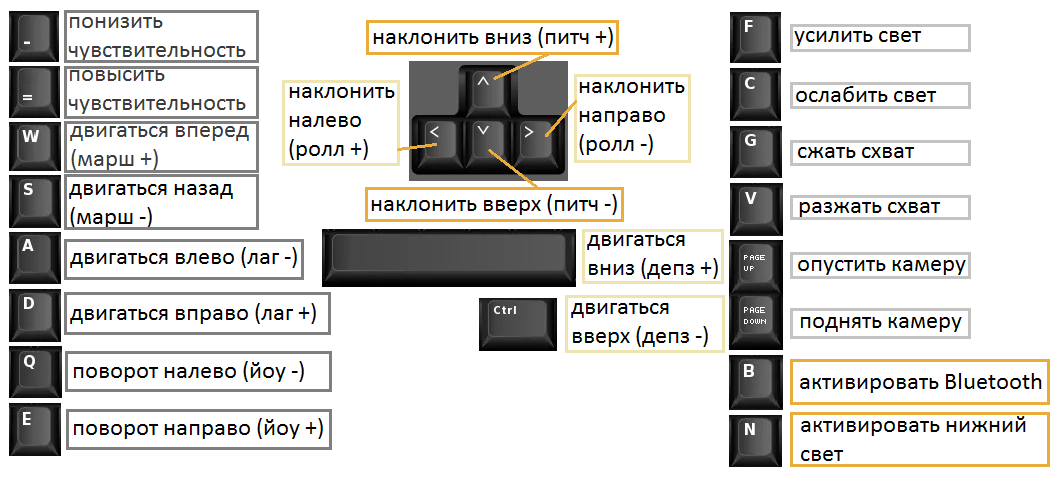 -
понизить
чувствительность
=
повысить
чувствительность
W
двигаться вперед
(марш +)
S
двигаться назад
(марш -)
A
двигаться влево (лаг -)
D
двигаться вправо (лаг +)
Q
поворот налево (йоу -)
E
поворот направо (йоу +)
наклонить вниз (питч +)
наклонить
налево
(ролл +)
^
<
v
>
наклонить
направо
(ролл -)
наклонить вверх (питч -)
двигаться
вниз (депз +)
Ctrl
двигаться
вверх (депз -)
F
усилить свет
C
ослабить свет
G
сжать схват
V
разжать схват
PAGE
UP
опустить камеру
PAGE
DOWN
поднять камеру
B
активировать Bluetooth
N
активировать нижний
свет